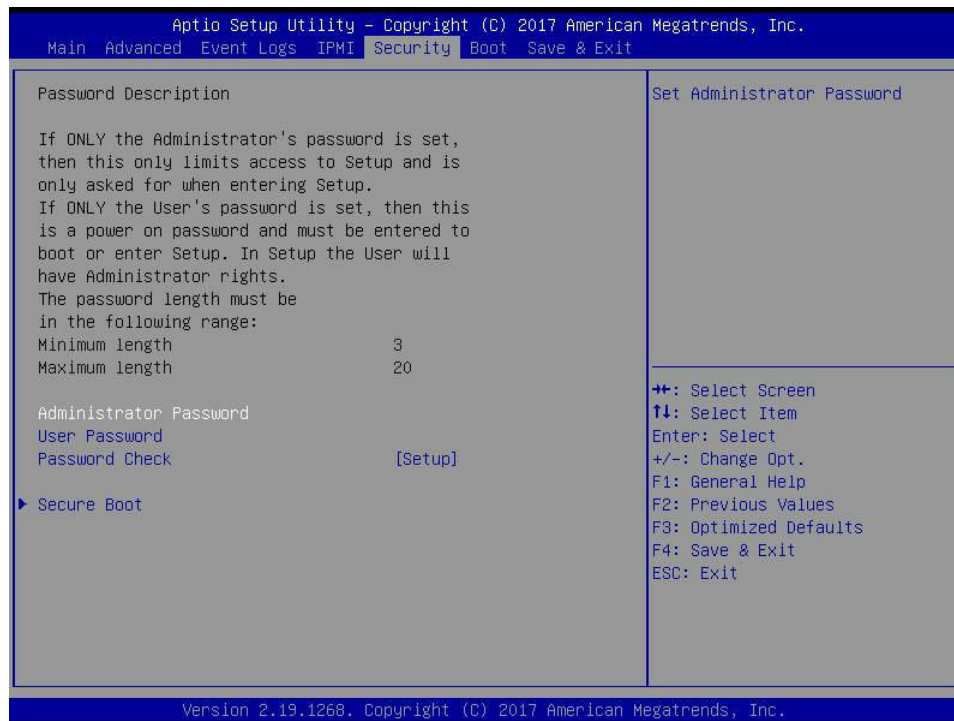 Aptio Setup Utility – Copyright (C) 2017 American Megatrends, Inc.
Main Advanced Event Logs IPMI Security Boot Save & Exit
Password Description
If ONLY the Administrator's password is set,
then this only limits access to Setup and is
only asked for when entering Setup.
If ONLY the User's password is set, then this
is a power on password and must be entered to
boot or enter Setup. In Setup the User will
have Administrator rights.
The password length must be
in the following range:
Minimum length 3
Maximum length 20
Administrator Password
User Password
Password Check [Setup]
Secure Boot
Set Administrator Password
→←: Select Screen
↑↓: Select Item
Enter: Select
+/-: Change Opt.
F1: General Help
F2: Previous Values
F3: Optimized Defaults
F4: Save & Exit
ESC: Exit
Version 2.19.1268. Copyright (C) 2017 American Megatrends, Inc.